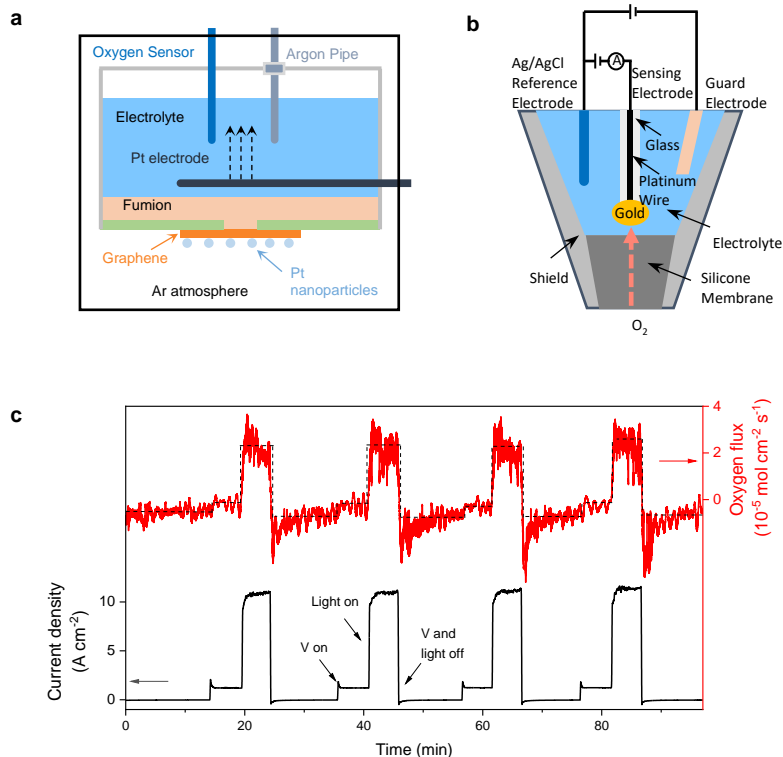 a
Oxygen Sensor
Argon Pipe
Electrolyte
Pt electrode
Fumion
Graphene
Pt
nanoparticles
Ar atmosphere
b
A
Ag/AgCl
Reference
Electrode
Sensing
Electrode
Guard
Electrode
Glass
Platinum
Wire
Gold
Electrolyte
Shield
Silicone
Membrane
O₂
c
4
2
0
Oxygen flux
(10⁻⁵ mol cm⁻² s⁻¹)
10
5
0
Current density
(A cm⁻²)
Light on
V on
V and
light off
0 20 40 60 80
Time (min)